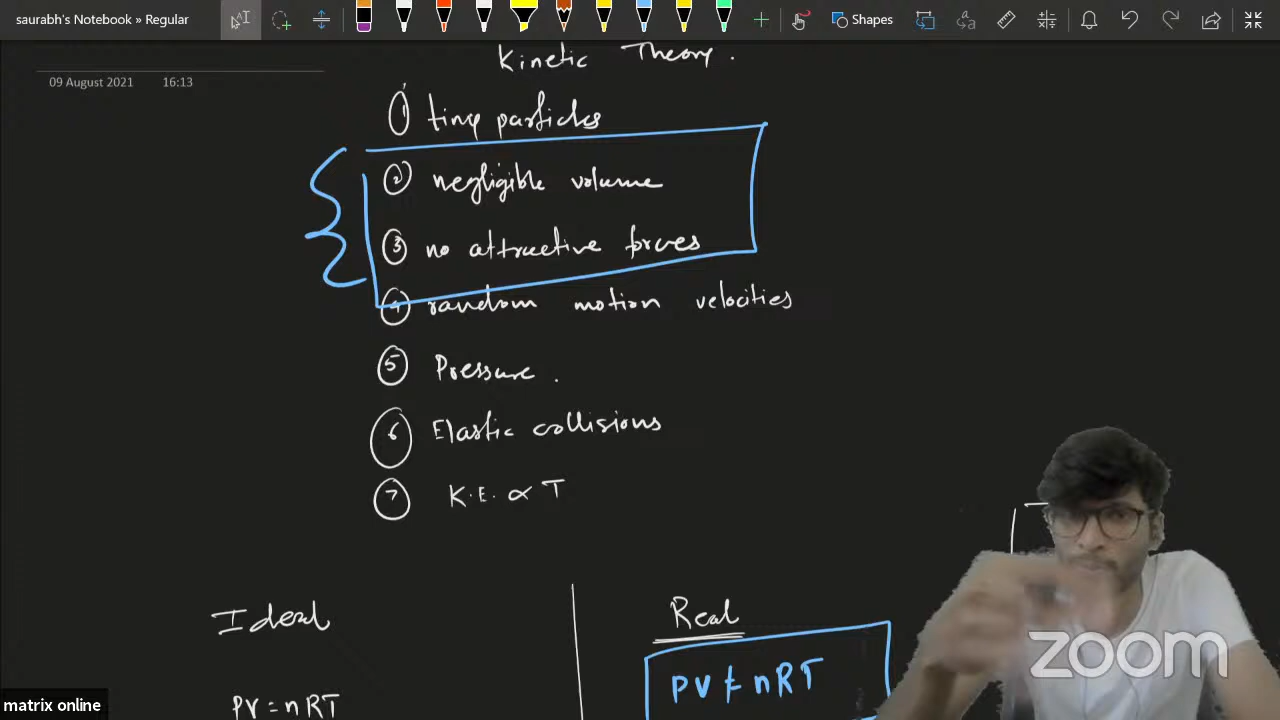 saurabh's Notebook » Regular
Shapes
Kinetic Theory.
09 August 2021 16:13
1 tiny particles
2 negligible volume
3 no attractive forces
4 random motion velocities
5 Pressure.
6 Elastic collisions
7 K.E. ∝ T
Ideal
Real
PV = nRT
PV ≠ nRT
zoom
matrix online